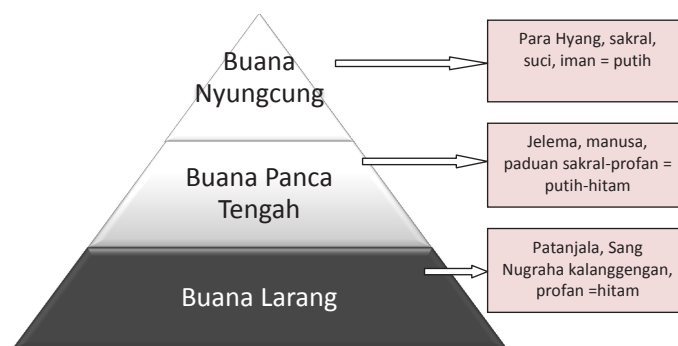 Buana
Nyungcung
Para Hyang, sakral,
suci, iman = putih
Buana Panca
Tengah
Jelema, manusa,
paduan sakral-profan =
putih-hitam
Buana Larang
Patanjala, Sang
Nugraha kalanggengan,
profan =hitam